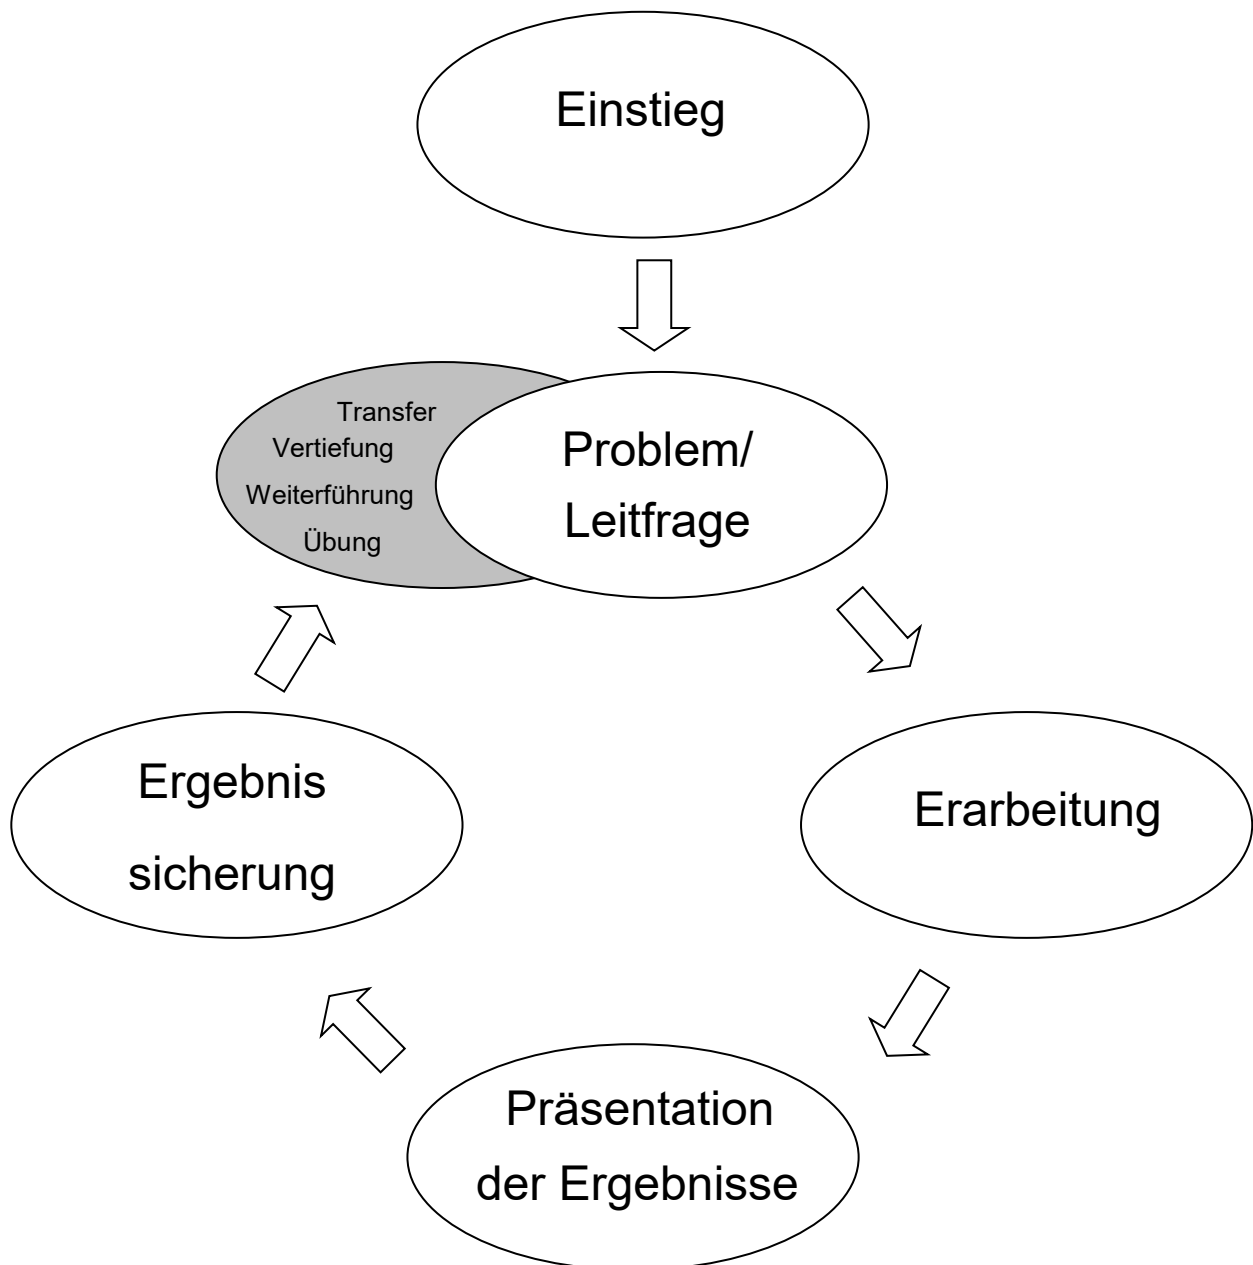 Einstieg
Transfer
Vertiefung
Weiterführung
Übung
Problem/
Leitfrage
Erarbeitung
Präsentation
der Ergebnisse
Ergebnis
sicherung